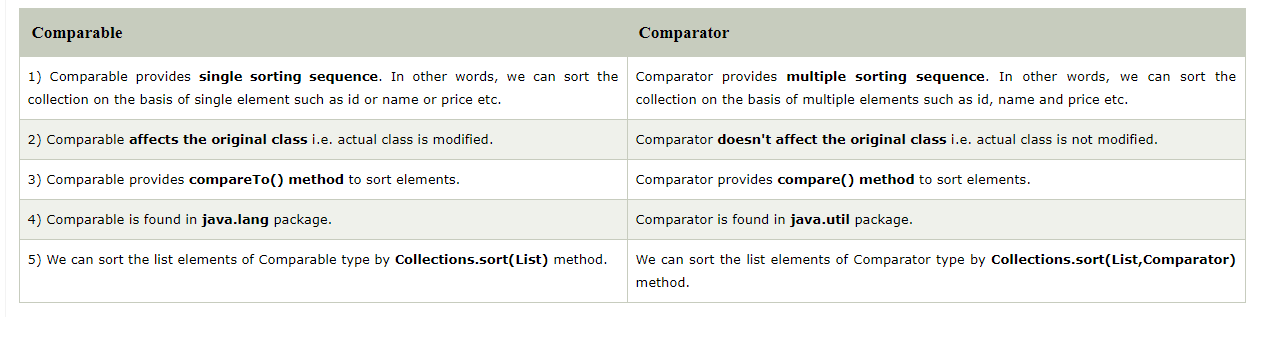 Comparable
Comparator
1) Comparable provides single sorting sequence. In other words, we can sort the
collection on the basis of single element such as id or name or price etc.
Comparator provides multiple sorting sequence. In other words, we can sort the
collection on the basis of multiple elements such as id, name and price etc.
2) Comparable affects the original class i.e. actual class is modified.
Comparator doesn't affect the original class i.e. actual class is not modified.
3) Comparable provides compareTo() method to sort elements.
Comparator provides compare() method to sort elements.
4) Comparable is found in java.lang package.
Comparator is found in java.util package.
5) We can sort the list elements of Comparable type by Collections.sort(List) method.
We can sort the list elements of Comparator type by Collections.sort(List,Comparator)
method.